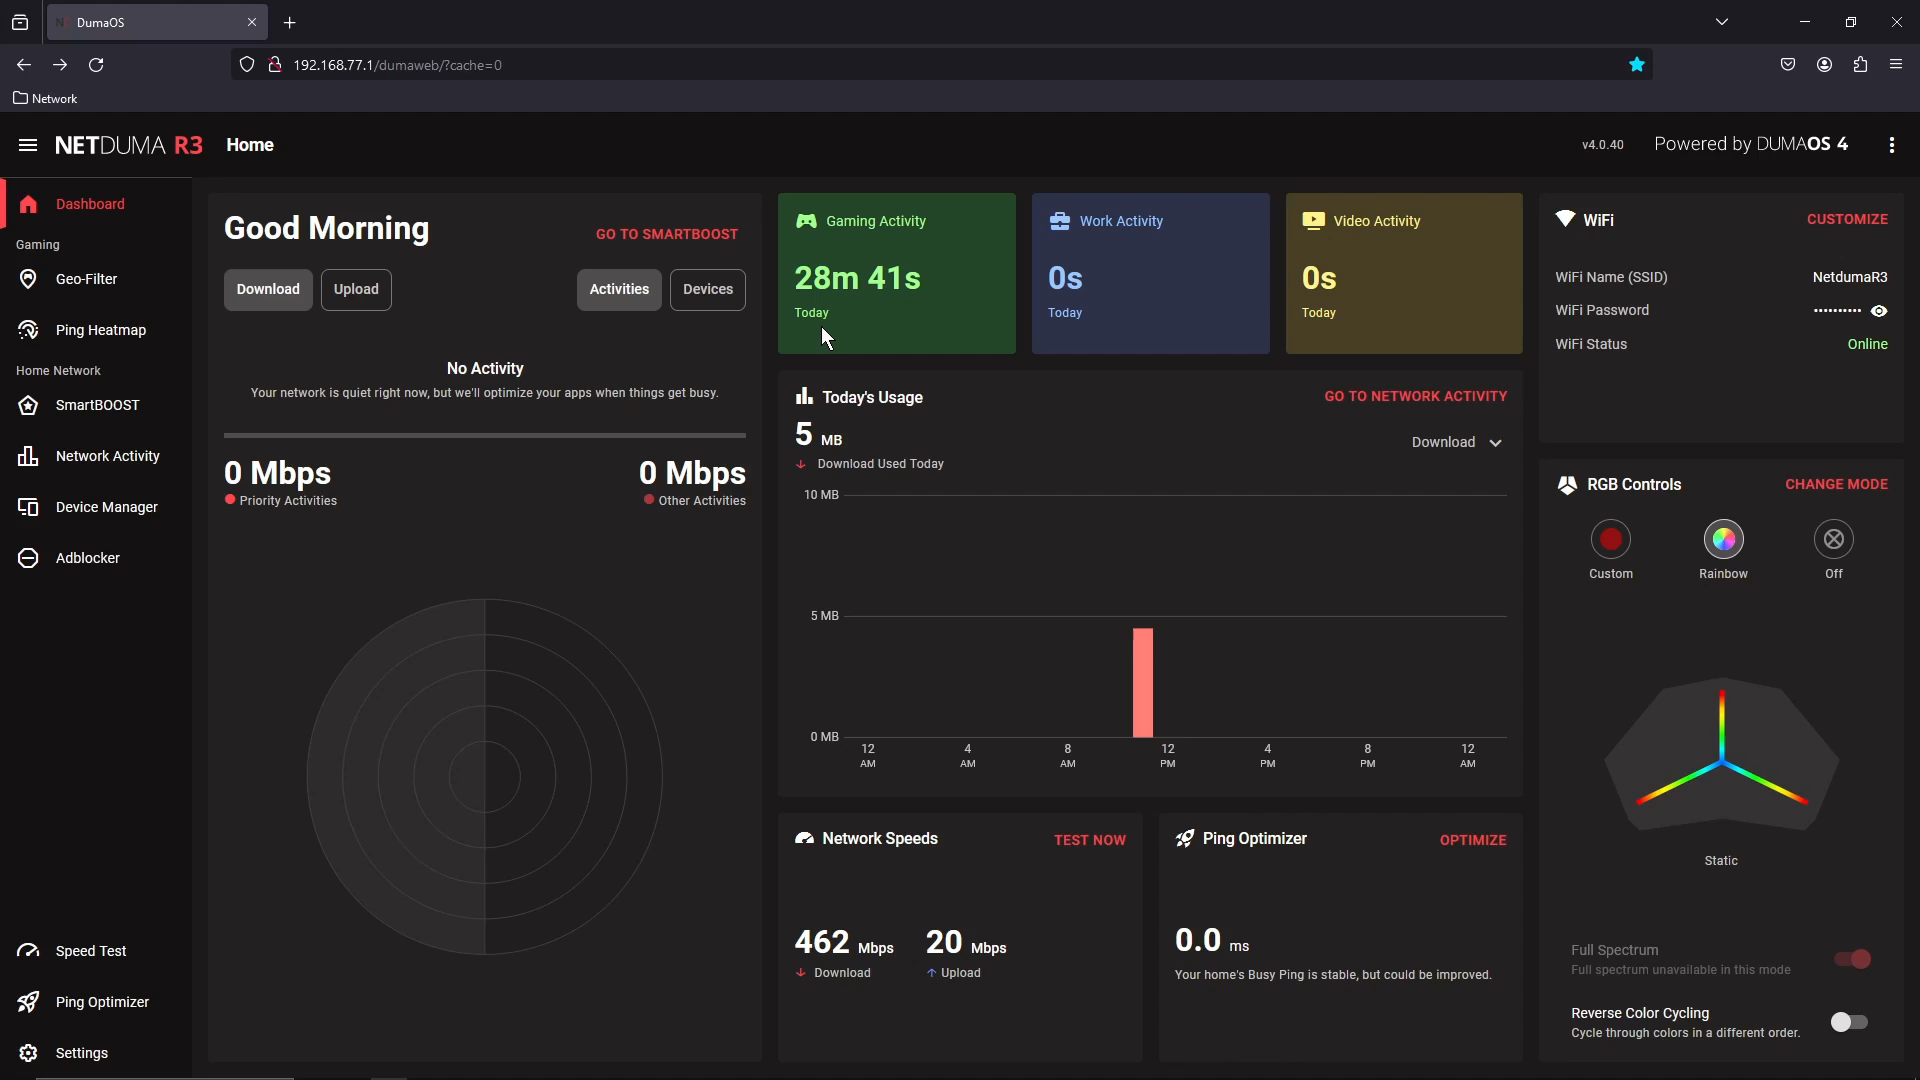 DumaOS
192.168.77.1/dumaweb/?cache=0
Network
NETDUMA R3
Home
v4.0.40
Powered by DUMAOS 4
Dashboard
Gaming
Geo-Filter
Ping Heatmap
Home Network
SmartBOOST
Network Activity
Device Manager
Adblocker
Speed Test
Ping Optimizer
Settings
Good Morning
GO TO SMARTBOOST
Download
Upload
Activities
Devices
No Activity
Your network is quiet right now, but we'll optimize your apps when things get busy.
0 Mbps
Priority Activities
0 Mbps
Other Activities
Gaming Activity
28m 41s
Today
Work Activity
0s
Today
Video Activity
0s
Today
Today's Usage
GO TO NETWORK ACTIVITY
5 MB
Download Used Today
Download
10 MB
5 MB
0 MB
12 AM
4 AM
8 AM
12 PM
4 PM
8 PM
12 AM
Network Speeds
TEST NOW
462 Mbps
Download
20 Mbps
Upload
Ping Optimizer
OPTIMIZE
0.0 ms
Your home's Busy Ping is stable, but could be improved.
WiFi
CUSTOMIZE
WiFi Name (SSID)
NetdumaR3
WiFi Password
••••••••••
WiFi Status
Online
RGB Controls
CHANGE MODE
Custom
Rainbow
Off
Static
Full Spectrum
Full spectrum unavailable in this mode
Reverse Color Cycling
Cycle through colors in a different order.